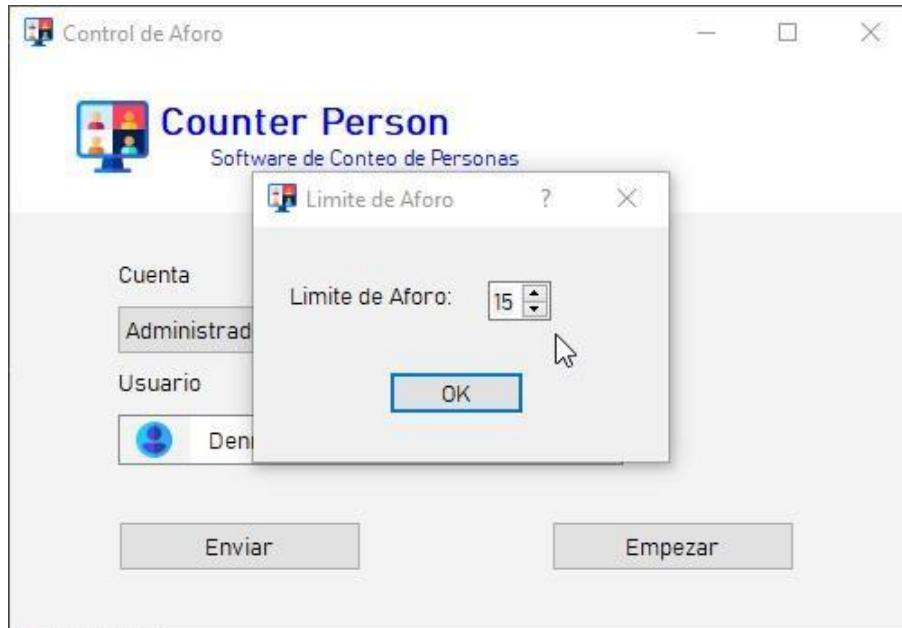 Control de Aforo
Counter Person
Software de Conteo de Personas
Limite de Aforo
?
Limite de Aforo:
15
OK
Cuenta
Administrad
Usuario
Den
Enviar
Empezar